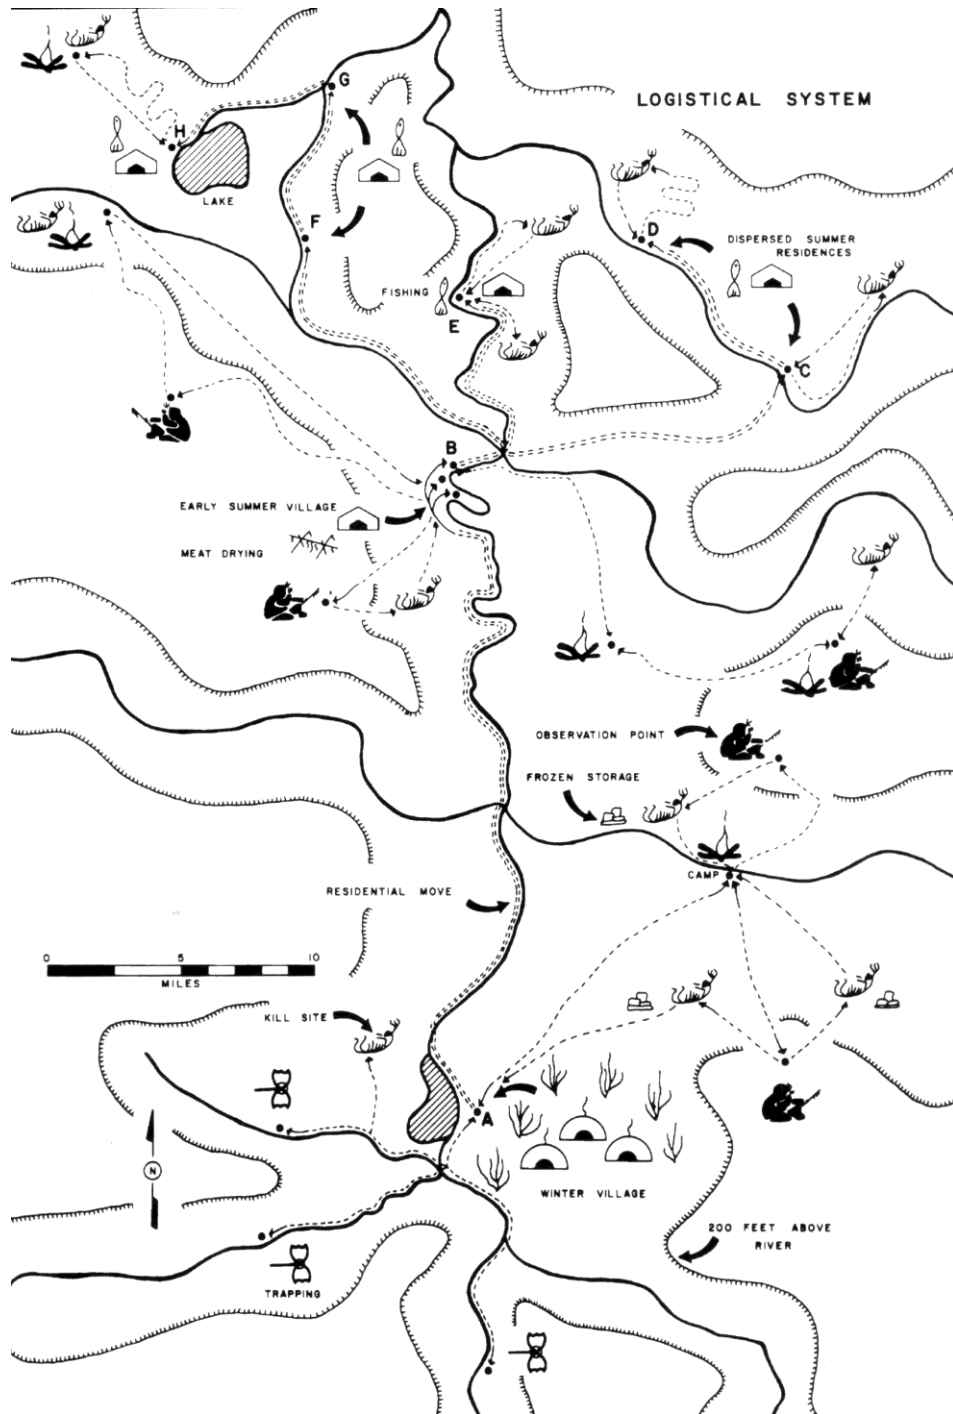 LOGISTICAL SYSTEM
G
H
LAKE
F
D
DISPERSED SUMMER
RESIDENCES
FISHING
E
C
B
EARLY SUMMER VILLAGE
MEAT DRYING
OBSERVATION POINT
FROZEN STORAGE
CAMP
RESIDENTIAL MOVE
0 5 10
MILES
KILL SITE
A
N
WINTER VILLAGE
200 FEET ABOVE
RIVER
TRAPPING